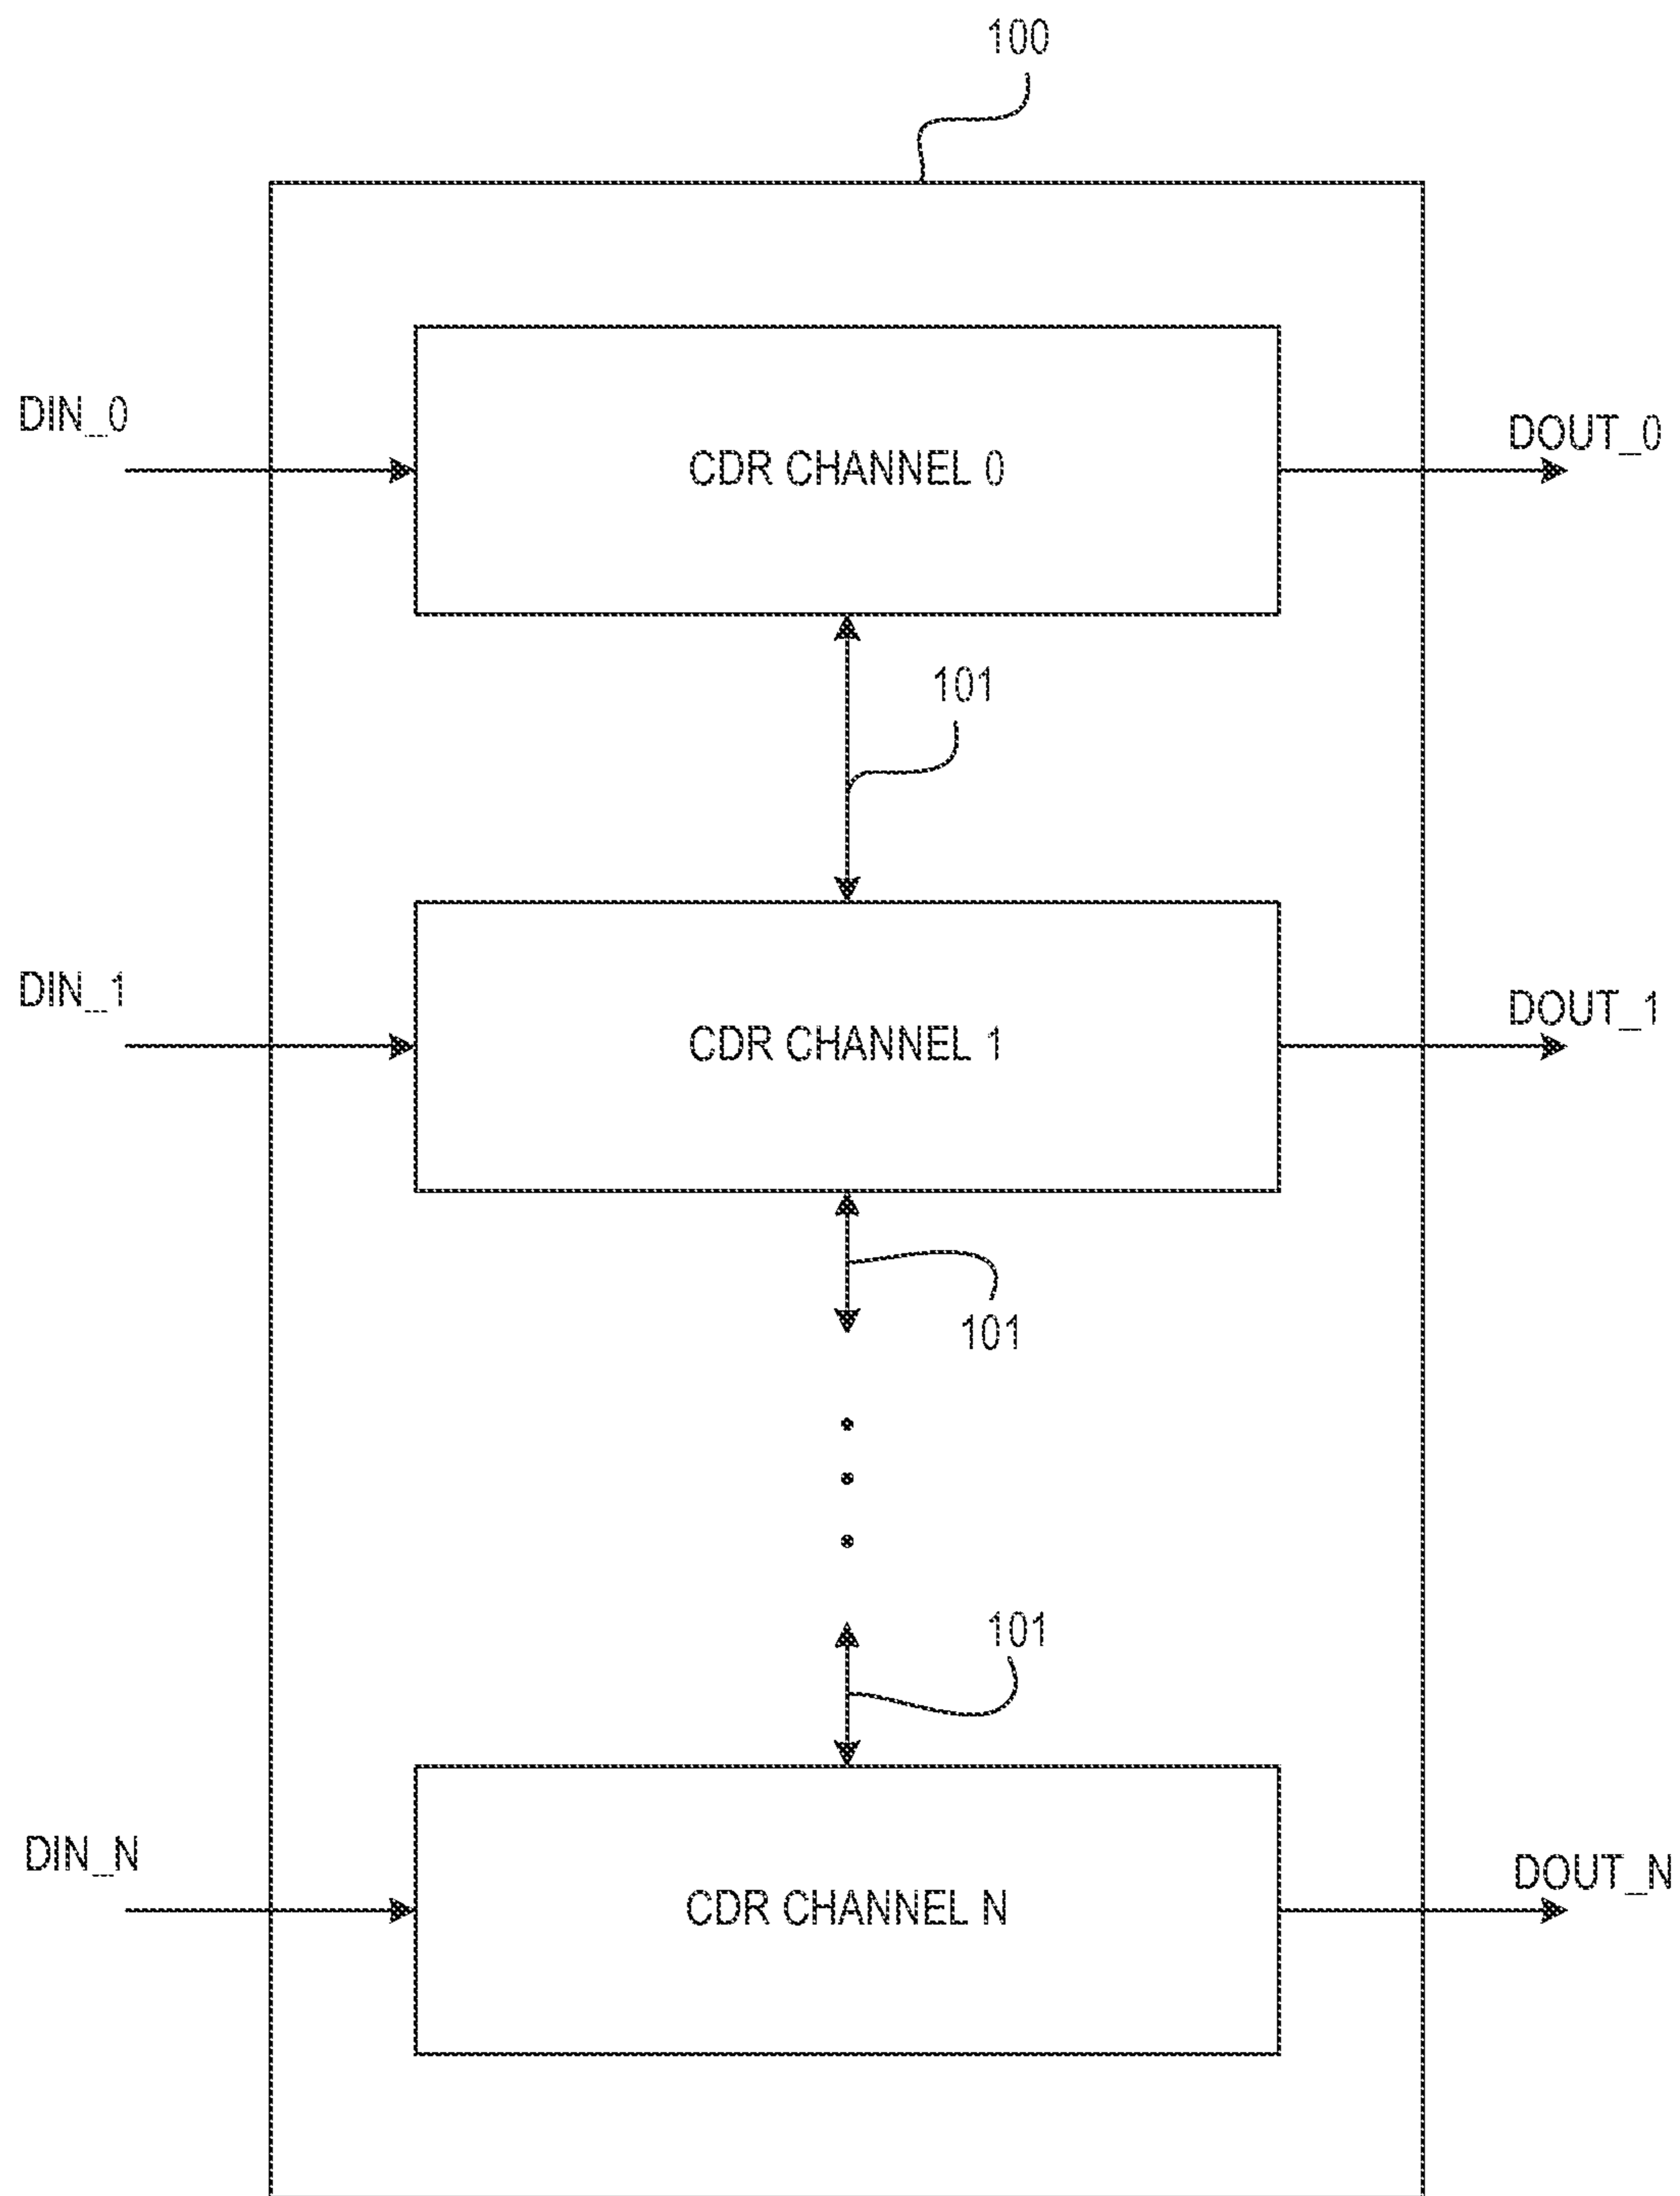 100
DIN_0
DOUT_0
CDR CHANNEL 0
101
DIN_1
DOUT_1
CDR CHANNEL 1
101
101
DIN_N
DOUT_N
CDR CHANNEL N